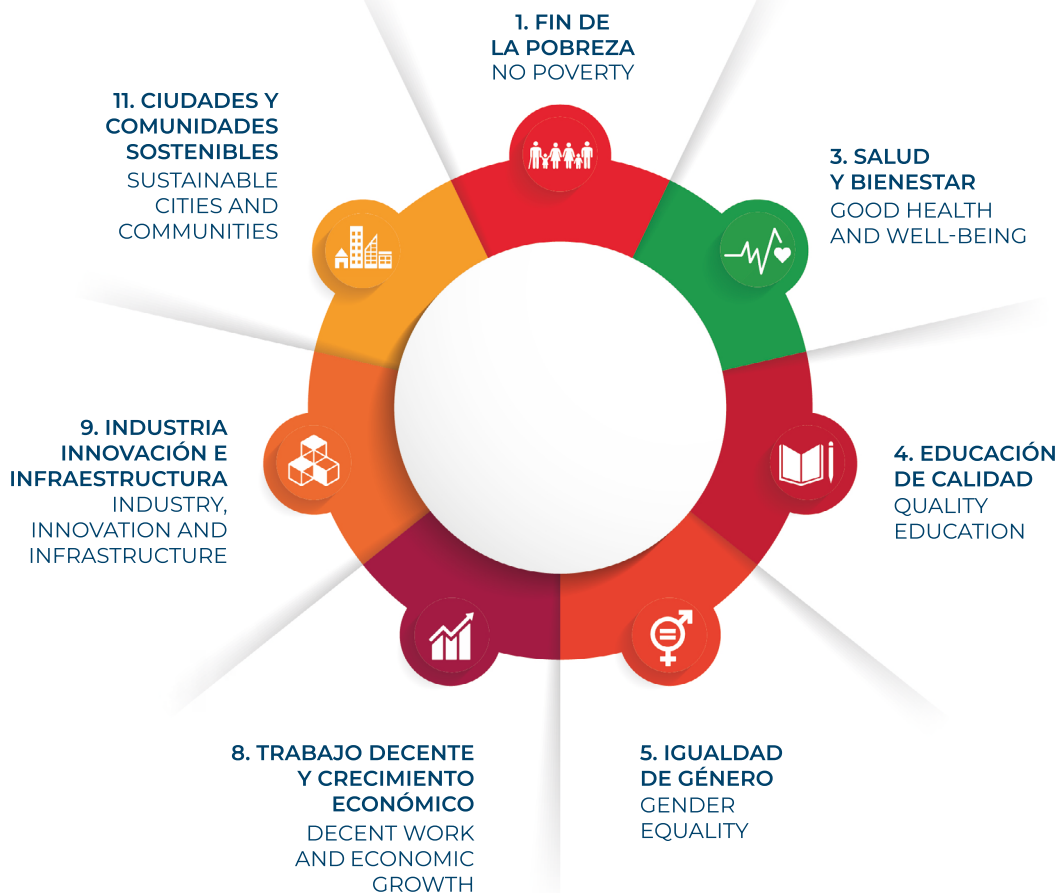 1. FIN DE
LA POBREZA
NO POVERTY
3. SALUD
Y BIENESTAR
GOOD HEALTH
AND WELL-BEING
4. EDUCACIÓN
DE CALIDAD
QUALITY
EDUCATION
5. IGUALDAD
DE GÉNERO
GENDER
EQUALITY
8. TRABAJO DECENTE
Y CRECIMIENTO
ECONÓMICO
DECENT WORK
AND ECONOMIC
GROWTH
9. INDUSTRIA
INNOVACIÓN E
INFRAESTRUCTURA
INDUSTRY,
INNOVATION AND
INFRASTRUCTURE
11. CIUDADES Y
COMUNIDADES
SOSTENIBLES
SUSTAINABLE
CITIES AND
COMMUNITIES